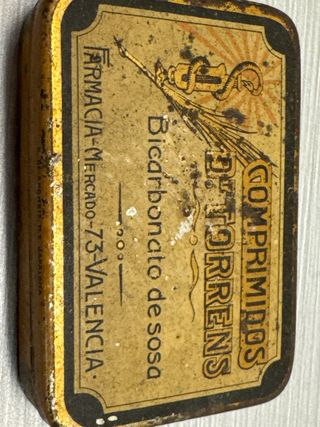 COMPRIMIDOS
Dr. TORRENS
Bicarbonato de sosa
FARMACIA-MERCADO-73-VALENCIA.